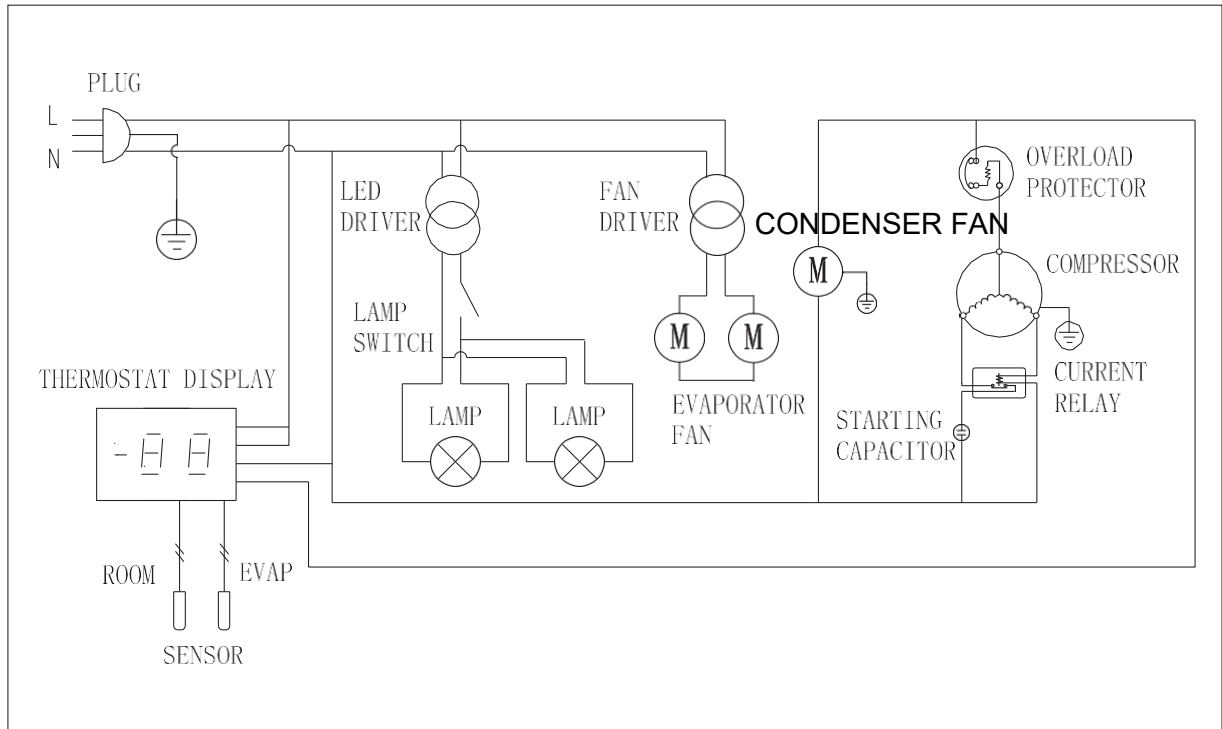 PLUG
L
N
LED
DRIVER
FAN
DRIVER
CONDENSER FAN
M
OVERLOAD
PROTECTOR
COMPRESSOR
LAMP
SWITCH
M
M
THERMOSTAT DISPLAY
-88
LAMP
LAMP
EVAPORATOR
FAN
STARTING
CAPACITOR
CURRENT
RELAY
ROOM
EVAP
SENSOR